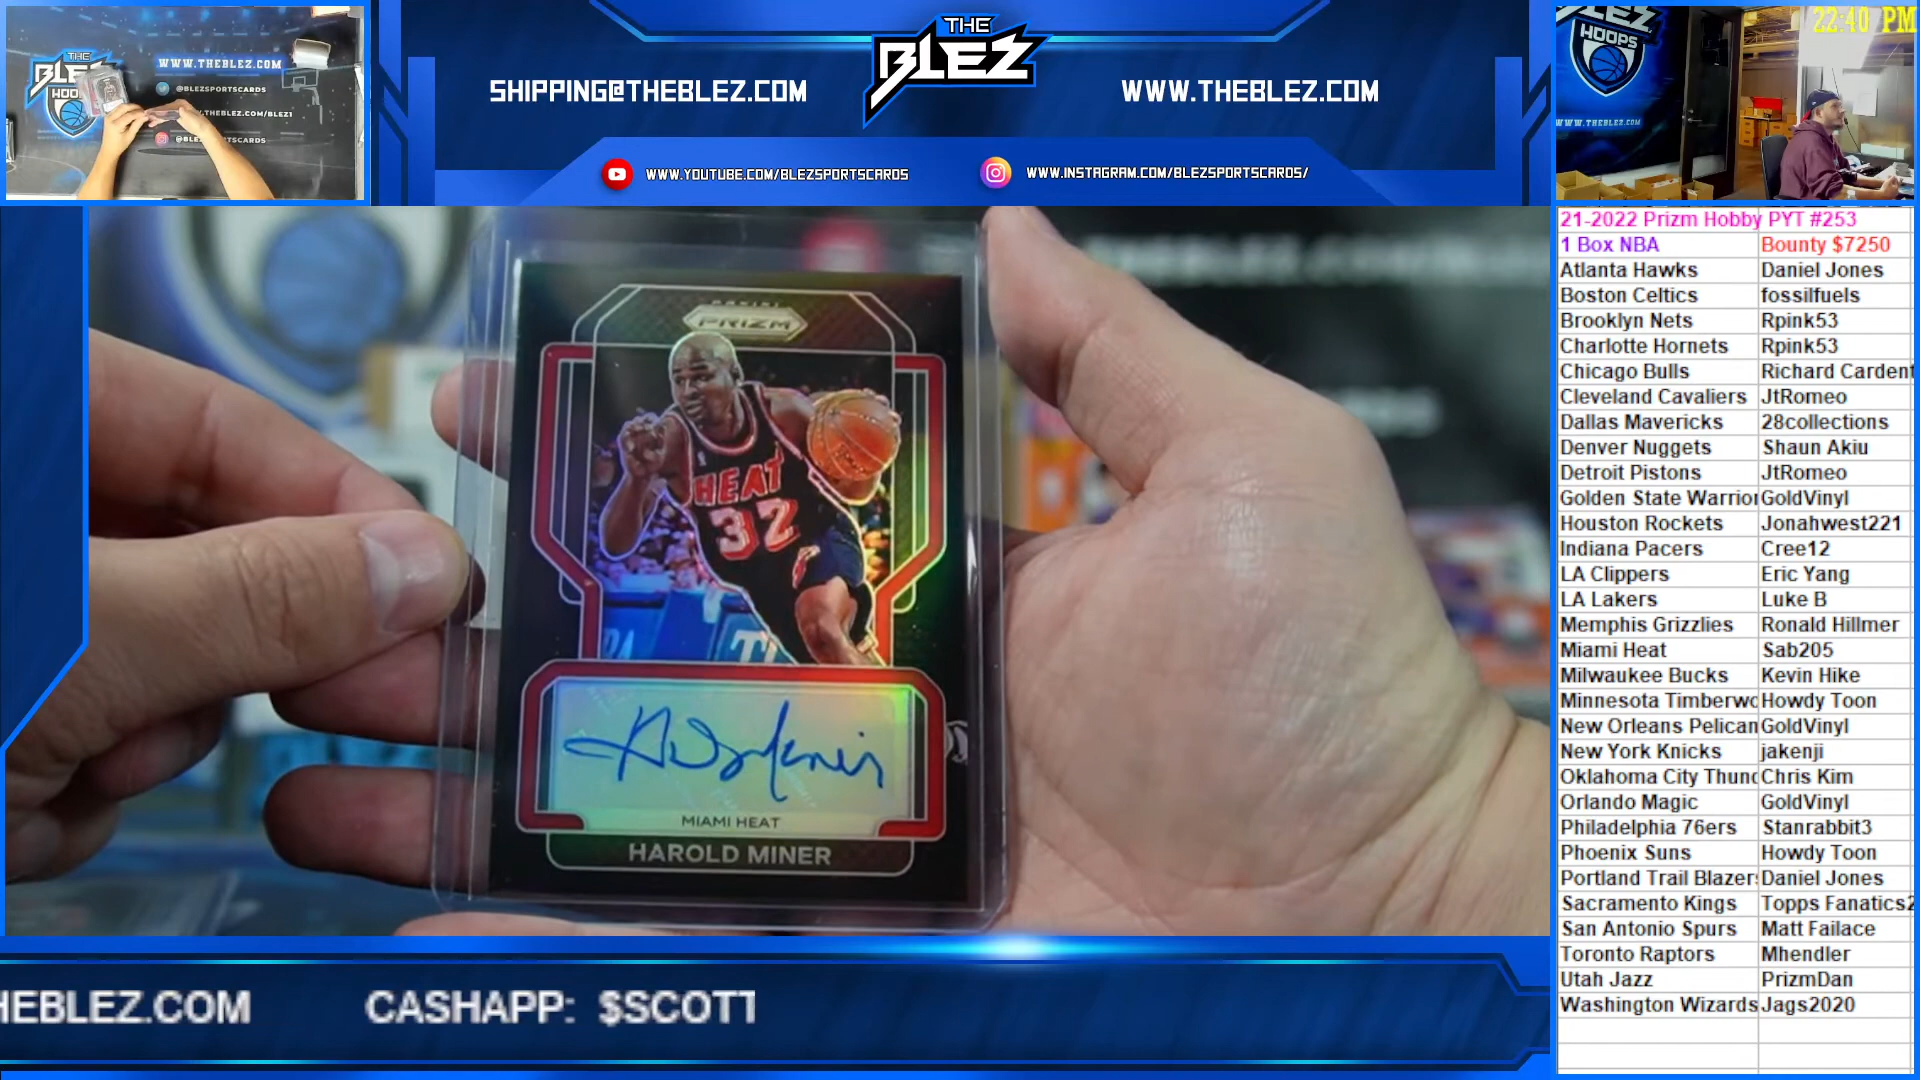 THE
BLEZ
SHIPPING@THEBLEZ.COM
WWW.THEBLEZ.COM
WWW.YOUTUBE.COM/BLEZSPORTSCARDS
WWW.INSTAGRAM.COM/BLEZSPORTSCARDS/
THE
WWW.THEBLEZ.COM
@BLEZSPORTSCARDS
HOOPS
WWW.THEBLEZ.COM
22:40 PM
PRIZM
HEAT
32
MIAMI HEAT
HAROLD MINER
21-2022 Prizm Hobby PYT #253
1 Box NBA Bounty $7250
Atlanta Hawks Daniel Jones
Boston Celtics fossilfuels
Brooklyn Nets Rpink53
Charlotte Hornets Rpink53
Chicago Bulls Richard Cardent
Cleveland Cavaliers JtRomeo
Dallas Mavericks 28collections
Denver Nuggets Shaun Akiu
Detroit Pistons JtRomeo
Golden State Warrior GoldVinyl
Houston Rockets Jonahwest221
Indiana Pacers Cree12
LA Clippers Eric Yang
LA Lakers Luke B
Memphis Grizzlies Ronald Hillmer
Miami Heat Sab205
Milwaukee Bucks Kevin Hike
Minnesota Timberwo Howdy Toon
New Orleans Pelican GoldVinyl
New York Knicks jakenji
Oklahoma City Thund Chris Kim
Orlando Magic GoldVinyl
Philadelphia 76ers Stanrabbit3
Phoenix Suns Howdy Toon
Portland Trail Blazers Daniel Jones
Sacramento Kings Topps Fanatics2
San Antonio Spurs Matt Failace
Toronto Raptors Mhendler
Utah Jazz PrizmDan
Washington Wizards Jags2020
HEBLEZ.COM CASHAPP: $SCOTT